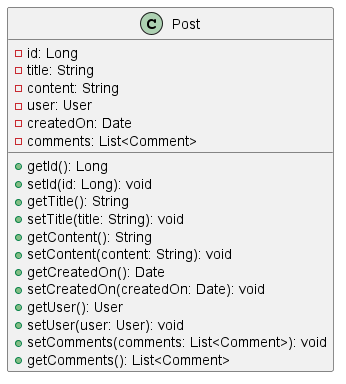 C Post
id: Long
title: String
content: String
user: User
createdOn: Date
comments: List<Comment>
getId(): Long
setId(id: Long): void
getTitle(): String
setTitle(title: String): void
getContent(): String
setContent(content: String): void
getCreatedOn(): Date
setCreatedOn(createdOn: Date): void
getUser(): User
setUser(user: User): void
setComments(comments: List<Comment>): void
getComments(): List<Comment>